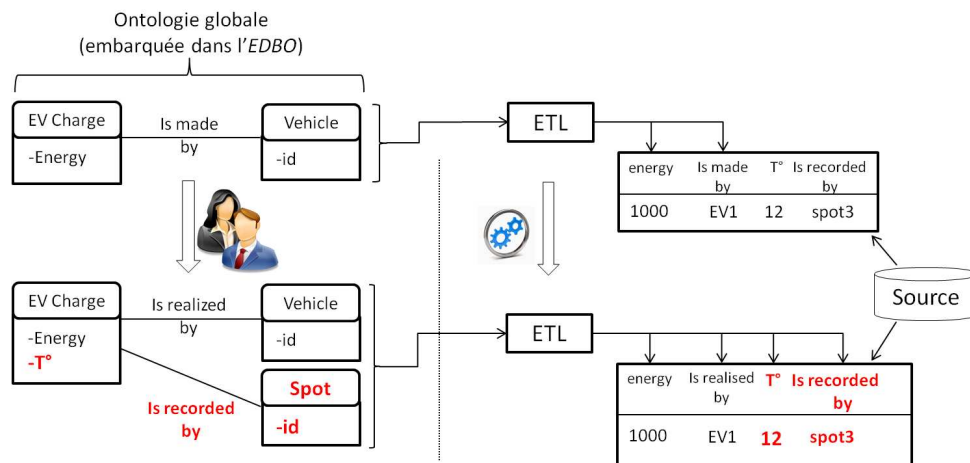 Ontologie globale
(embarquée dans l'EDBO)
EV Charge
-Energy
Is made
by
Vehicle
-id
ETL
energy Is made T° Is recorded
by by
1000 EV1 12 spot3
Source
EV Charge
-Energy
-T°
Is realized
by
Vehicle
-id
Is recorded
by
Spot
-id
ETL
energy Is realised T° Is recorded
by by
1000 EV1 12 spot3